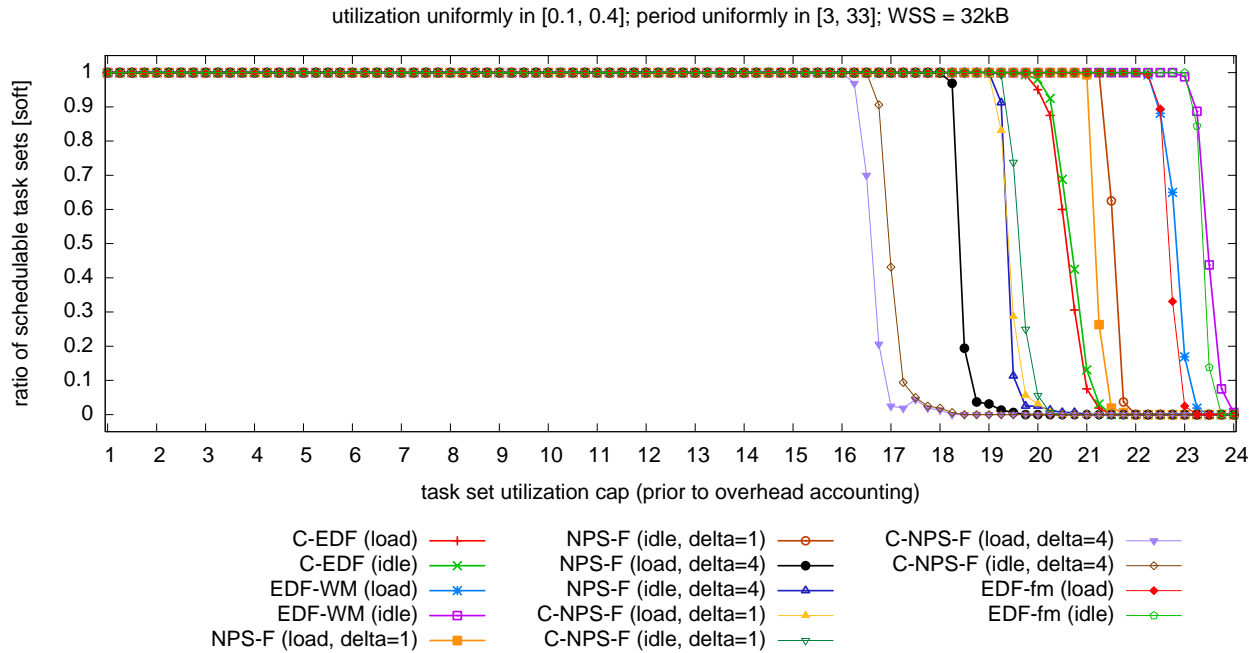 utilization uniformly in [0.1, 0.4]; period uniformly in [3, 33]; WSS = 32kB
ratio of schedulable task sets [soft]
1
0.9
0.8
0.7
0.6
0.5
0.4
0.3
0.2
0.1
0
1 2 3 4 5 6 7 8 9 10 11 12 13 14 15 16 17 18 19 20 21 22 23 24
task set utilization cap (prior to overhead accounting)
C-EDF (load)
C-EDF (idle)
EDF-WM (load)
EDF-WM (idle)
NPS-F (load, delta=1)
NPS-F (idle, delta=1)
NPS-F (load, delta=4)
NPS-F (idle, delta=4)
C-NPS-F (load, delta=1)
C-NPS-F (idle, delta=1)
C-NPS-F (load, delta=4)
C-NPS-F (idle, delta=4)
EDF-fm (load)
EDF-fm (idle)